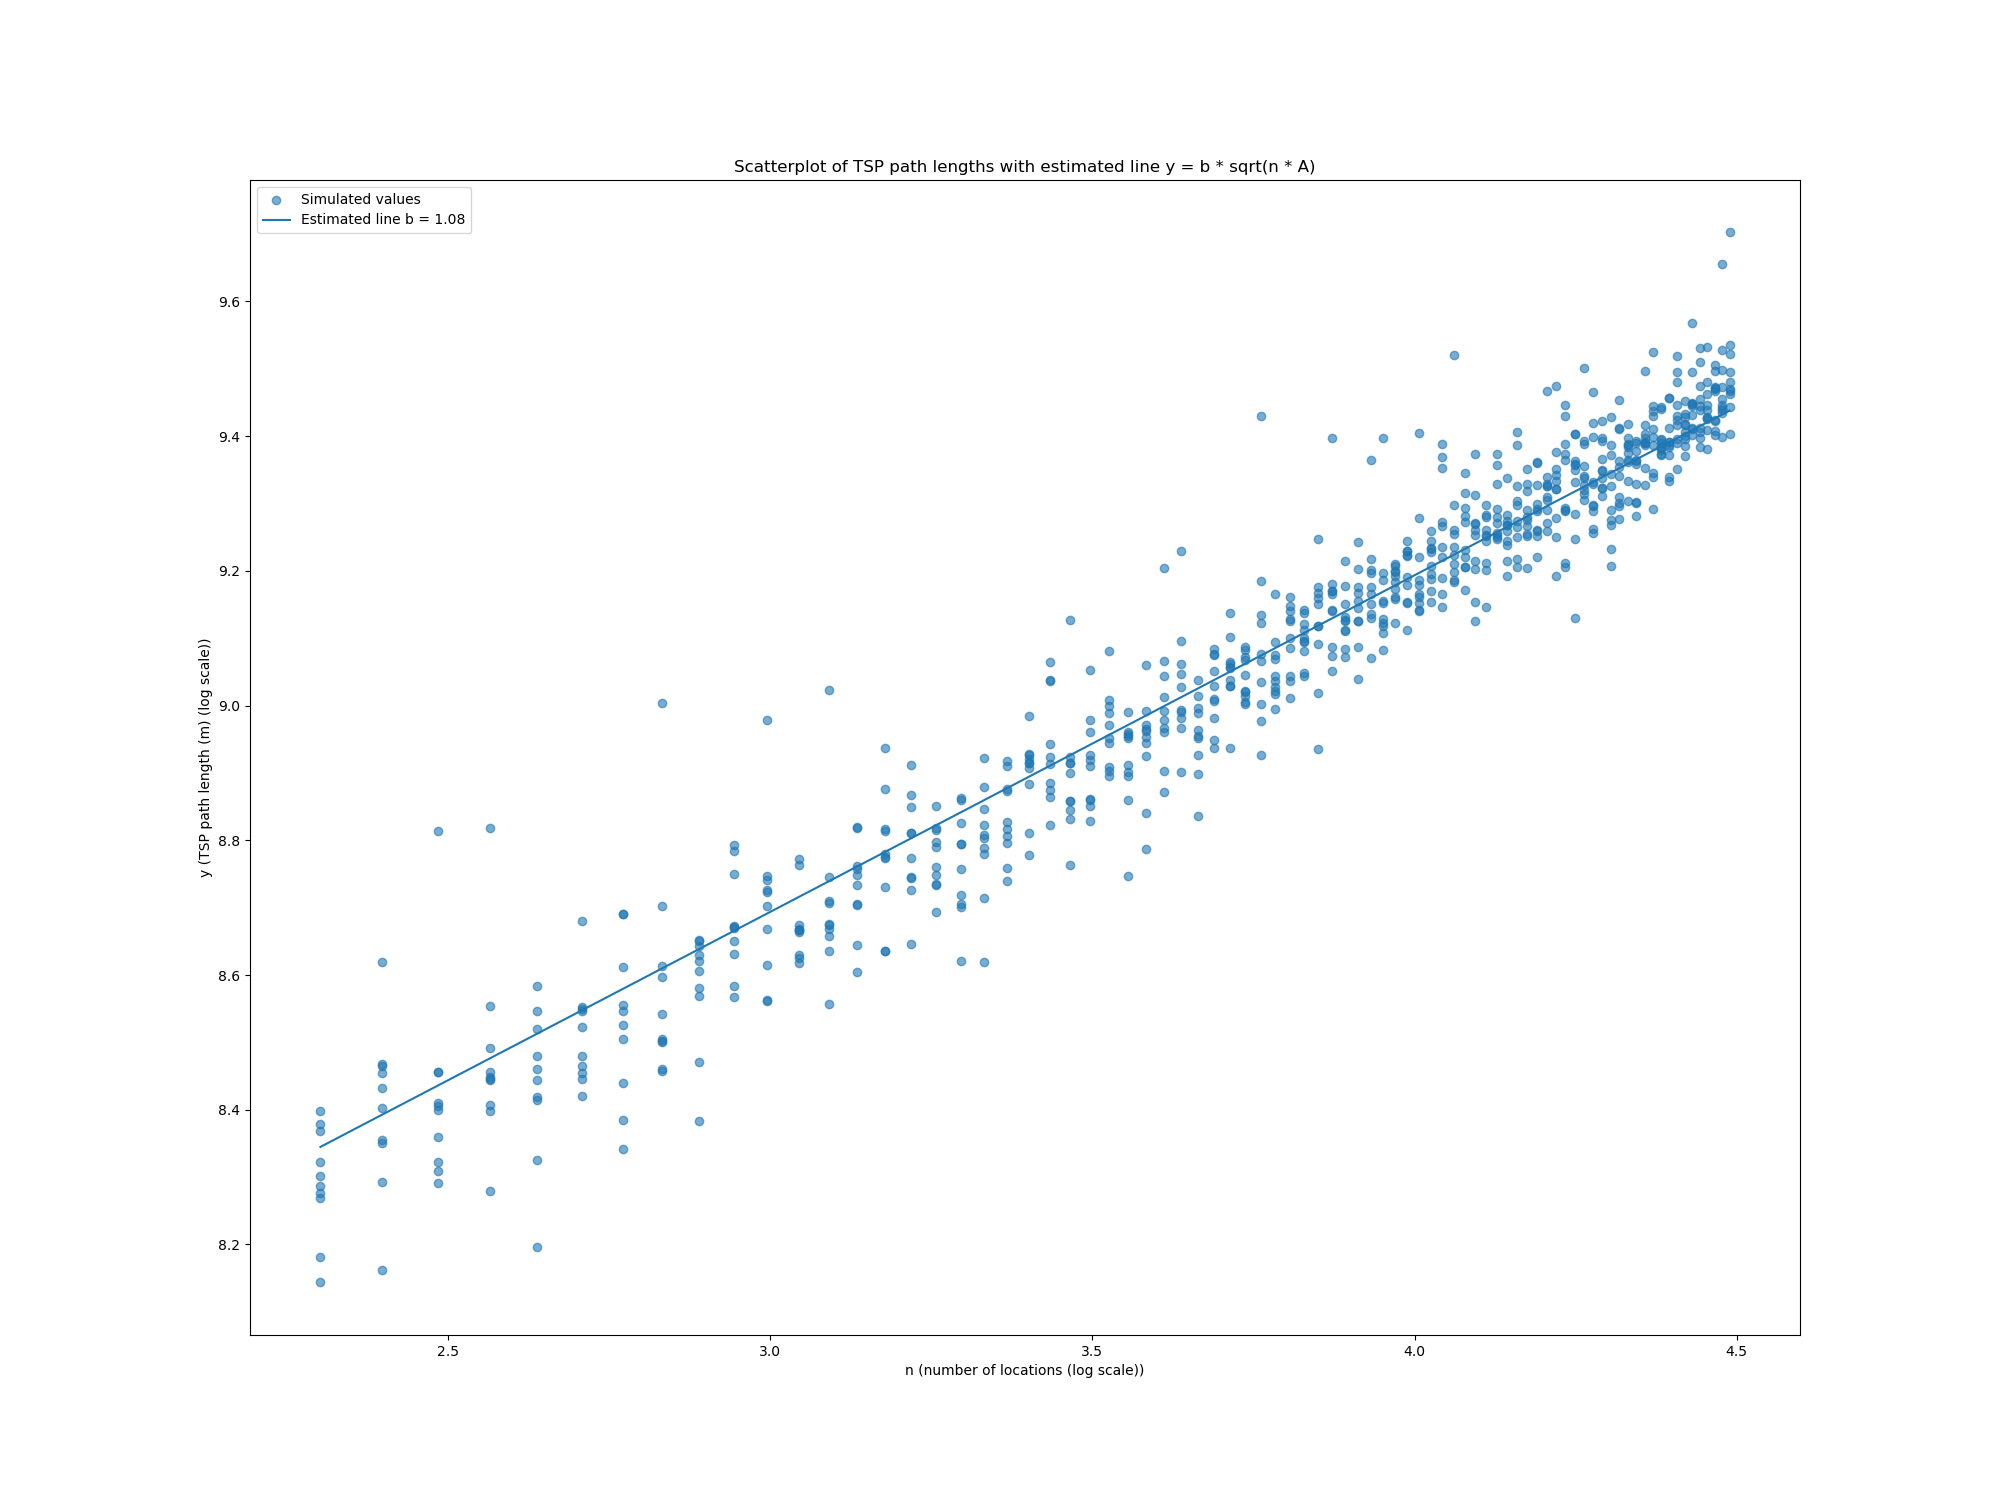 Scatterplot of TSP path lengths with estimated line y = b * sqrt(n * A)
Simulated values
Estimated line b = 1.08
9.6
9.4
9.2
9.0
8.8
8.6
8.4
8.2
y (TSP path length (m) (log scale))
2.5
3.0
3.5
4.0
4.5
n (number of locations (log scale))